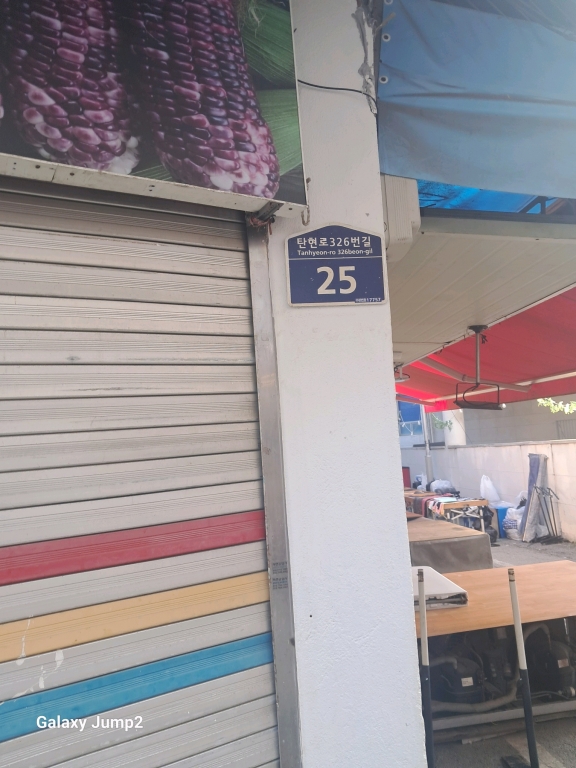 탄현로326번길
Tanhyeon-ro 326beon-gil
25
Galaxy Jump2